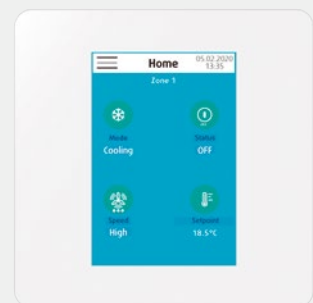 Home
05.02.2020
13:35
Zone 1
Mode
Cooling
Status
OFF
Speed
High
Setpoint
18.5°C